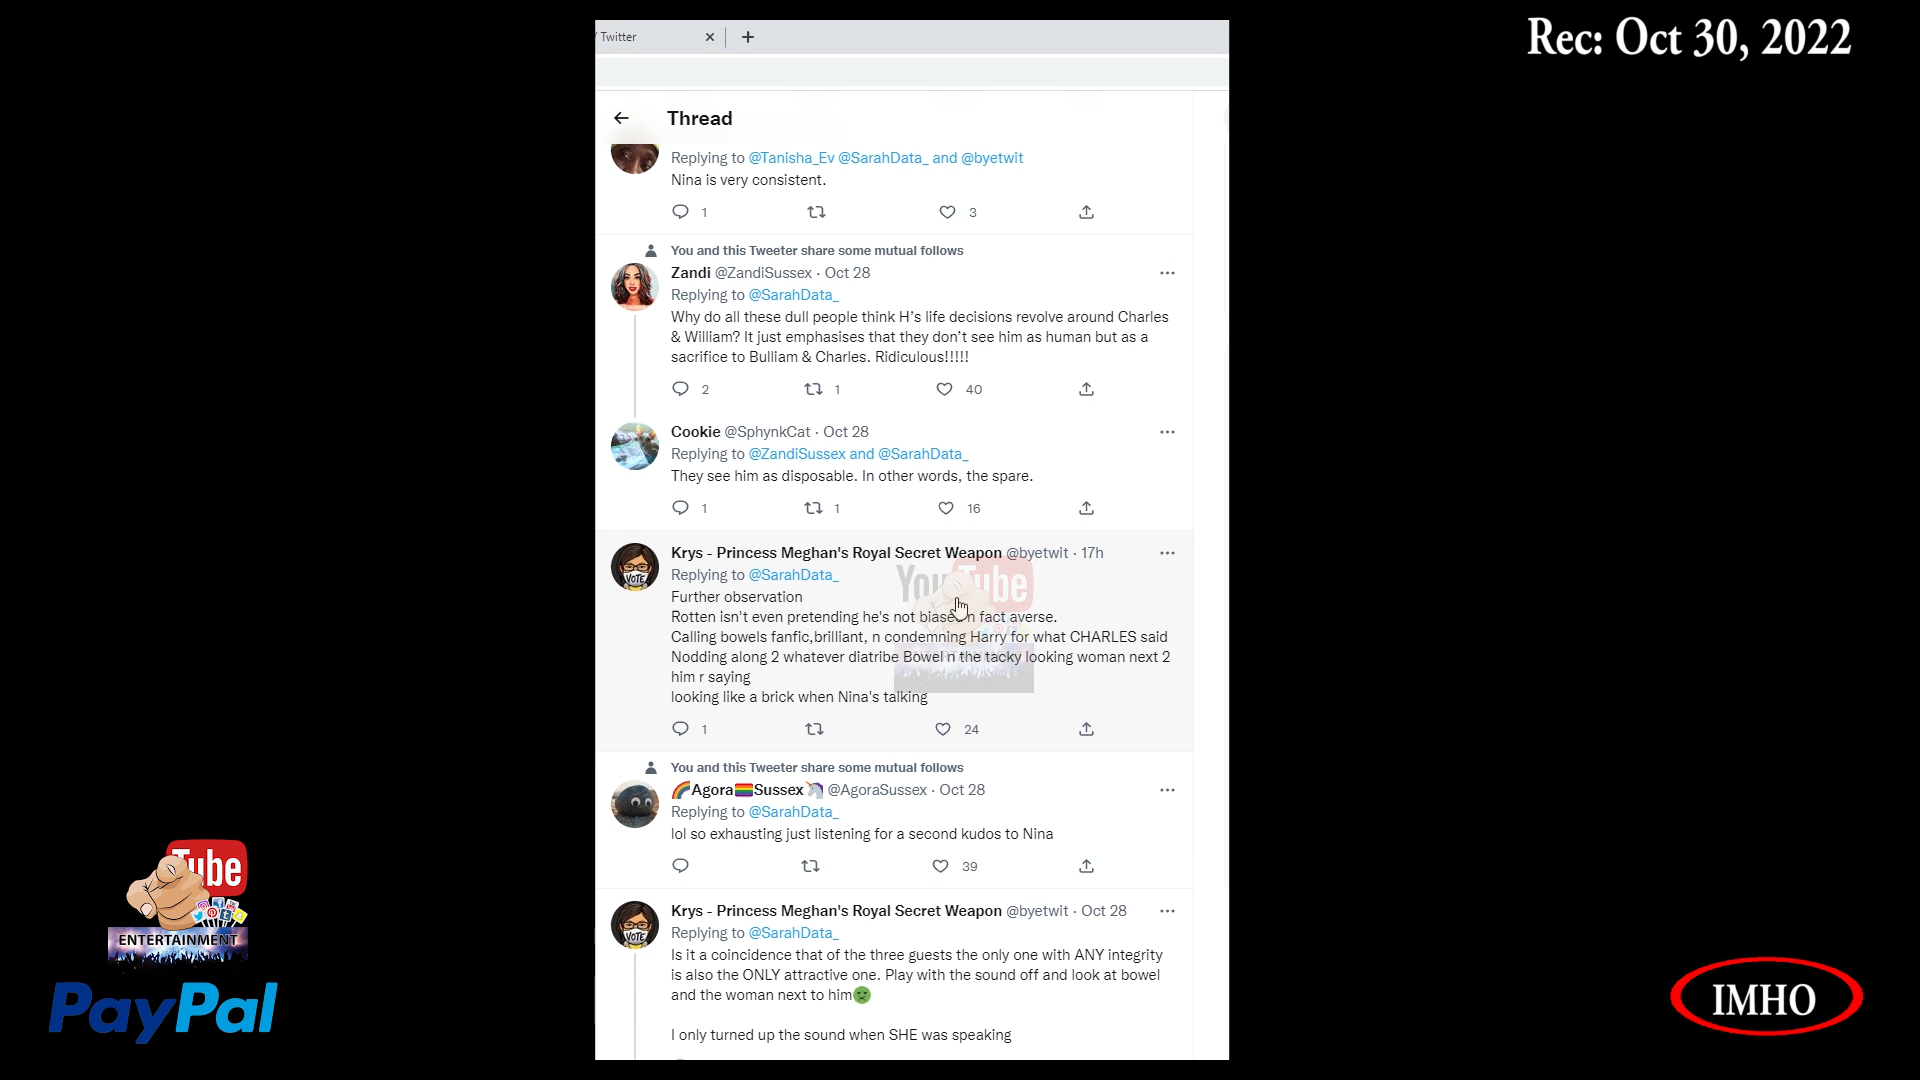 Rec: Oct 30, 2022
/ Twitter
Thread
Replying to @Tanisha_Ev @SarahData_ and @byetwit
Nina is very consistent.
1 3
You and this Tweeter share some mutual follows
Zandi @ZandiSussex · Oct 28
Replying to @SarahData_
Why do all these dull people think H's life decisions revolve around Charles
& William? It just emphasises that they don't see him as human but as a
sacrifice to Bulliam & Charles. Ridiculous!!!!!
2 1 40
Cookie @SphynkCat · Oct 28
Replying to @ZandiSussex and @SarahData_
They see him as disposable. In other words, the spare.
1 1 16
Krys - Princess Meghan's Royal Secret Weapon @byetwit · 17h
Replying to @SarahData_
Further observation
Rotten isn't even pretending he's not biased n fact averse.
Calling bowels fanfic,brilliant, n condemning Harry for what CHARLES said
Nodding along 2 whatever diatribe Bowel n the tacky looking woman next 2
him r saying
looking like a brick when Nina's talking
1 24
YouTube
You and this Tweeter share some mutual follows
🌈Agora🏳️‍🌈Sussex🦄 @AgoraSussex · Oct 28
Replying to @SarahData_
lol so exhausting just listening for a second kudos to Nina
39
Krys - Princess Meghan's Royal Secret Weapon @byetwit · Oct 28
Replying to @SarahData_
Is it a coincidence that of the three guests the only one with ANY integrity
is also the ONLY attractive one. Play with the sound off and look at bowel
and the woman next to him🤢
I only turned up the sound when SHE was speaking
VOTE
VOTE
Tube
ENTERTAINMENT
PayPal
IMHO